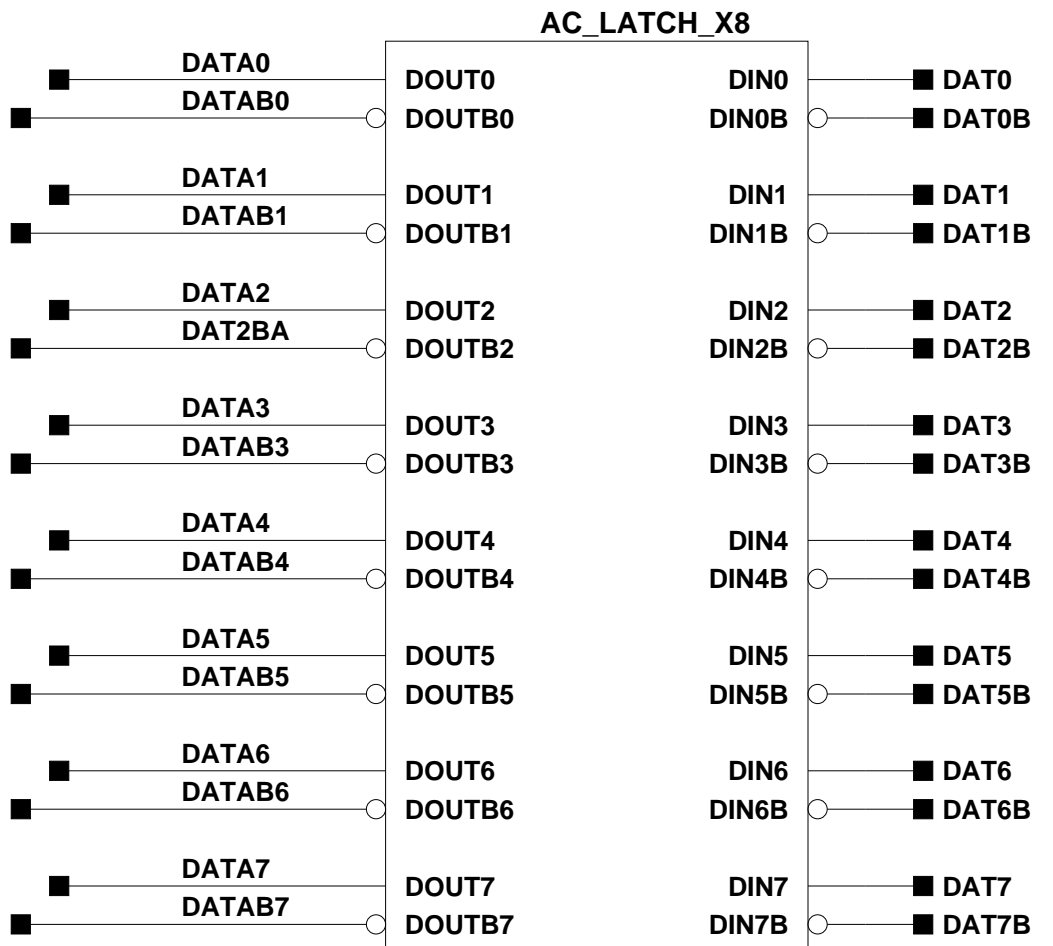 AC_LATCH_X8
DATA0
DOUT0 DIN0 DAT0
DATAB0
DOUTB0 DIN0B DAT0B
DATA1
DOUT1 DIN1 DAT1
DATAB1
DOUTB1 DIN1B DAT1B
DATA2
DOUT2 DIN2 DAT2
DAT2BA
DOUTB2 DIN2B DAT2B
DATA3
DOUT3 DIN3 DAT3
DATAB3
DOUTB3 DIN3B DAT3B
DATA4
DOUT4 DIN4 DAT4
DATAB4
DOUTB4 DIN4B DAT4B
DATA5
DOUT5 DIN5 DAT5
DATAB5
DOUTB5 DIN5B DAT5B
DATA6
DOUT6 DIN6 DAT6
DATAB6
DOUTB6 DIN6B DAT6B
DATA7
DOUT7 DIN7 DAT7
DATAB7
DOUTB7 DIN7B DAT7B